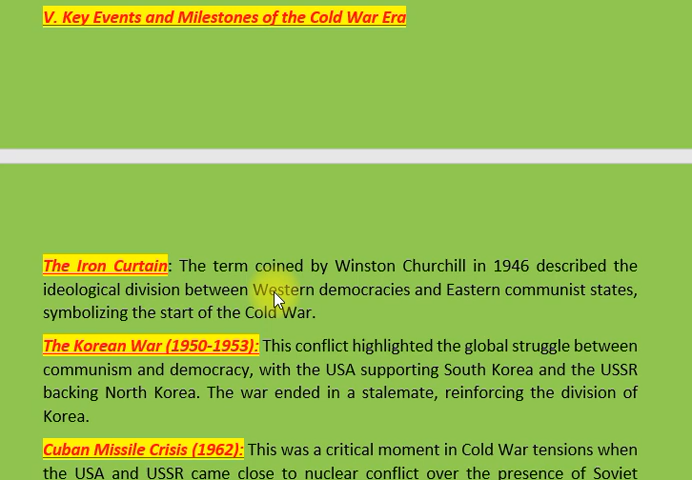 V. Key Events and Milestones of the Cold War Era
The Iron Curtain: The term coined by Winston Churchill in 1946 described the
ideological division between Western democracies and Eastern communist states,
symbolizing the start of the Cold War.
The Korean War (1950-1953): This conflict highlighted the global struggle between
communism and democracy, with the USA supporting South Korea and the USSR
backing North Korea. The war ended in a stalemate, reinforcing the division of
Korea.
Cuban Missile Crisis (1962): This was a critical moment in Cold War tensions when
the USA and USSR came close to nuclear conflict over the presence of Soviet